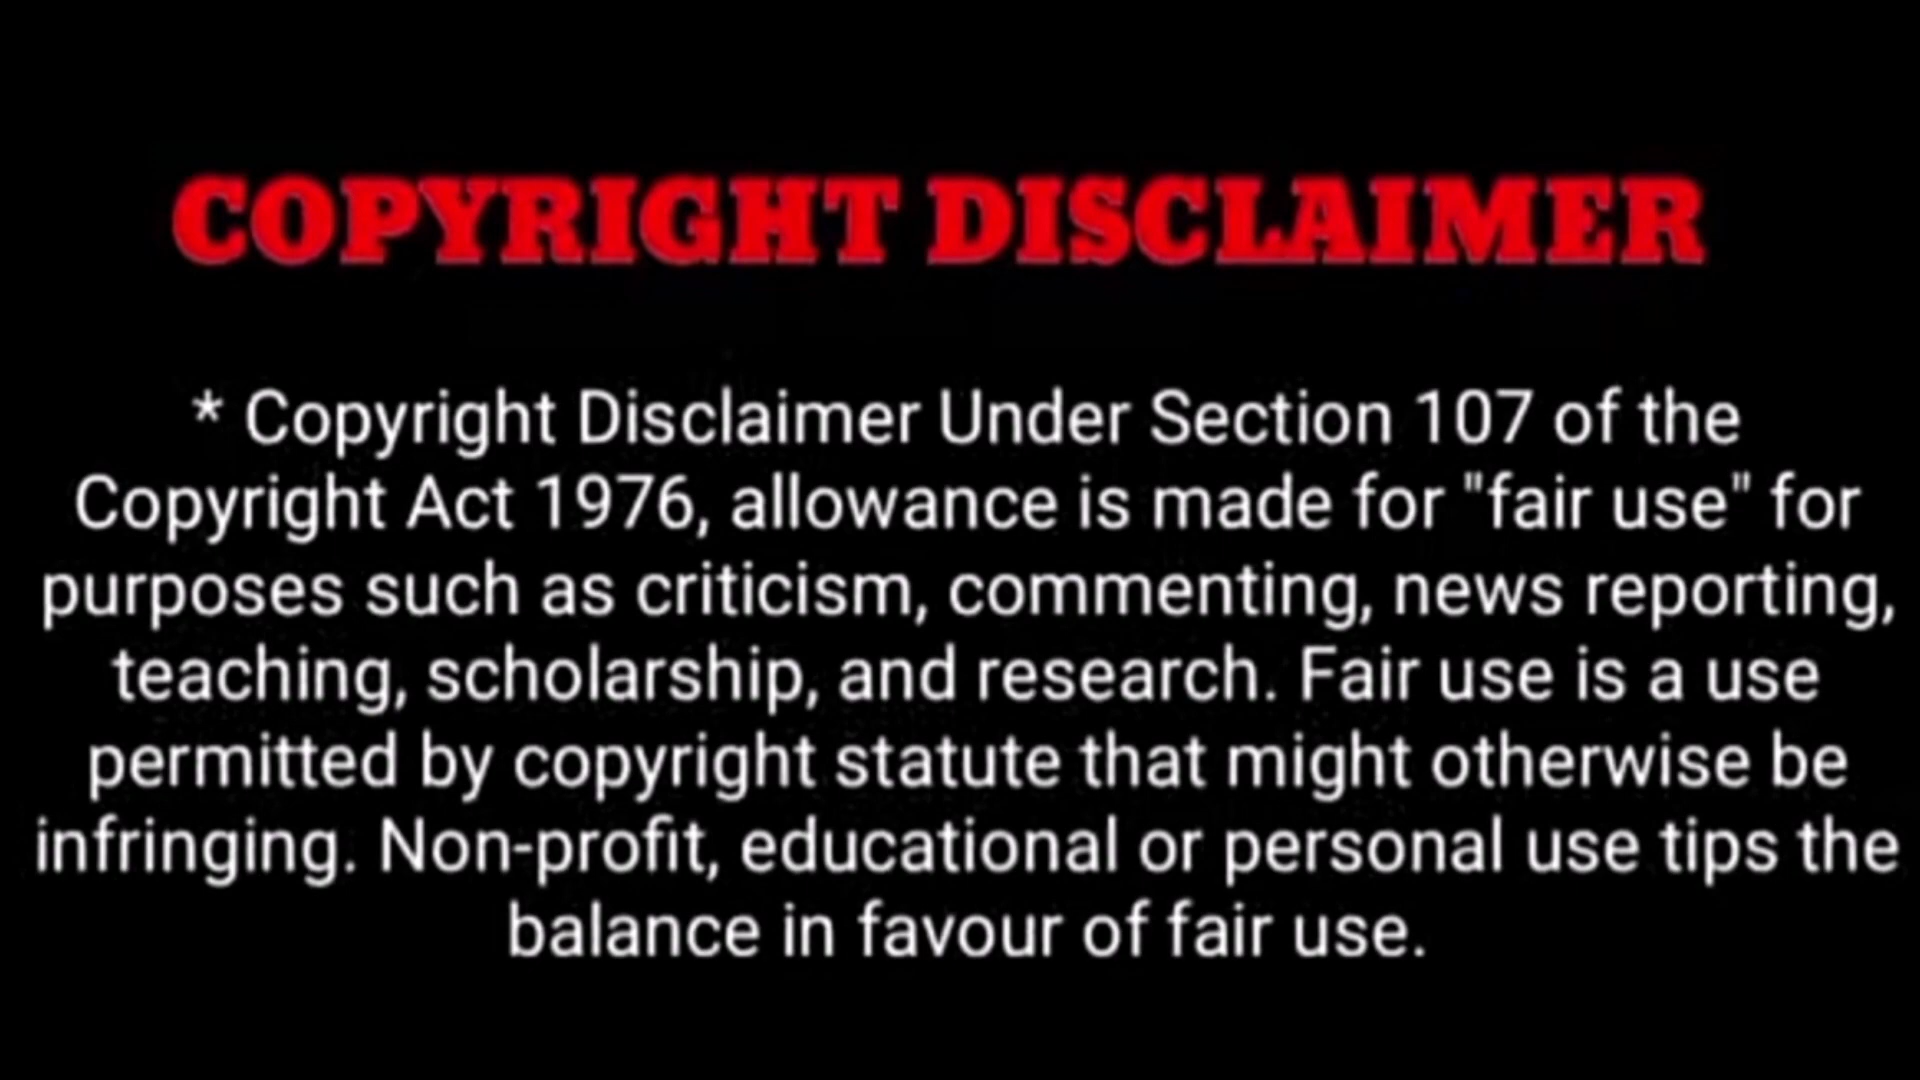 COPYRIGHT DISCLAIMER
* Copyright Disclaimer Under Section 107 of the
Copyright Act 1976, allowance is made for "fair use" for
purposes such as criticism, commenting, news reporting,
teaching, scholarship, and research. Fair use is a use
permitted by copyright statute that might otherwise be
infringing. Non-profit, educational or personal use tips the
balance in favour of fair use.